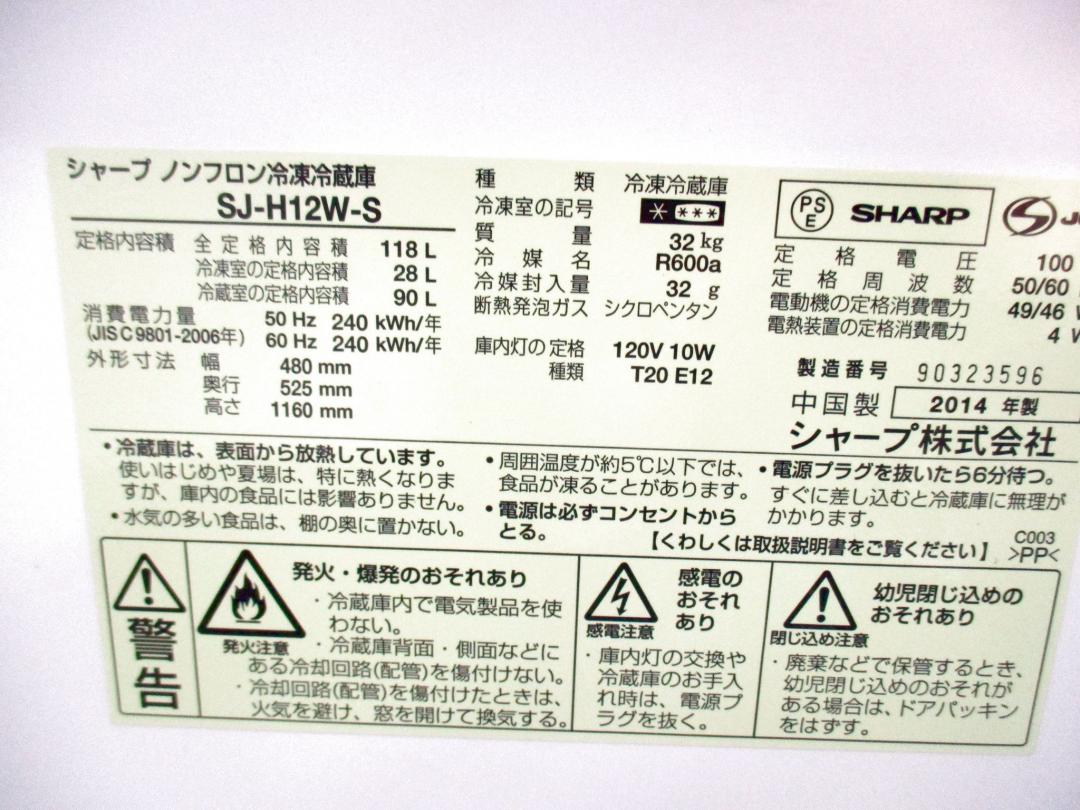 シャープ ノンフロン冷凍冷蔵庫
SJ-H12W-S
定格内容積 全定格内容積 118 L
冷凍室の定格内容積 28 L
冷蔵室の定格内容積 90 L
消費電力量 50 Hz 240 kWh/年
(JIS C 9801-2006年) 60 Hz 240 kWh/年
外形寸法 幅 480 mm
奥行 525 mm
高さ 1160 mm
種類 冷凍冷蔵庫
冷凍室の記号 * ***
質量 32 kg
冷媒名 R600a
冷媒封入量 32 g
断熱発泡ガス シクロペンタン
庫内灯の定格 120V 10W
種類 T20 E12
PSE SHARP
定格電圧 100
定格周波数 50/60
電動機の定格消費電力 49/46
電熱装置の定格消費電力 4
製造番号 90323596
中国製 2014 年製
シャープ株式会社
・冷蔵庫は、表面から放熱しています。
使いはじめや夏場は、特に熱くなりま
すが、庫内の食品には影響ありません。
・水気の多い食品は、棚の奥に置かない。
・周囲温度が約5℃以下では、
食品が凍ることがあります。
・電源は必ずコンセントから
とる。
・電源プラグを抜いたら6分待つ。
すぐに差し込むと冷蔵庫に無理が
かかります。
【くわしくは取扱説明書をご覧ください】
C003
>PP<
警告
発火注意
発火・爆発のおそれあり
・冷蔵庫内で電気製品を使
わない。
・冷蔵庫背面・側面などに
ある冷却回路(配管)を傷付けない。
・冷却回路(配管)を傷付けたときは、
火気を避け、窓を開けて換気する。
感電注意
感電の
おそれ
あり
・庫内灯の交換や
冷蔵庫のお手入
れ時は、電源プ
ラグを抜く。
閉じ込め注意
幼児閉じ込めの
おそれあり
・廃棄などで保管するとき、
幼児閉じ込めのおそれが
ある場合は、ドアパッキン
をはずす。